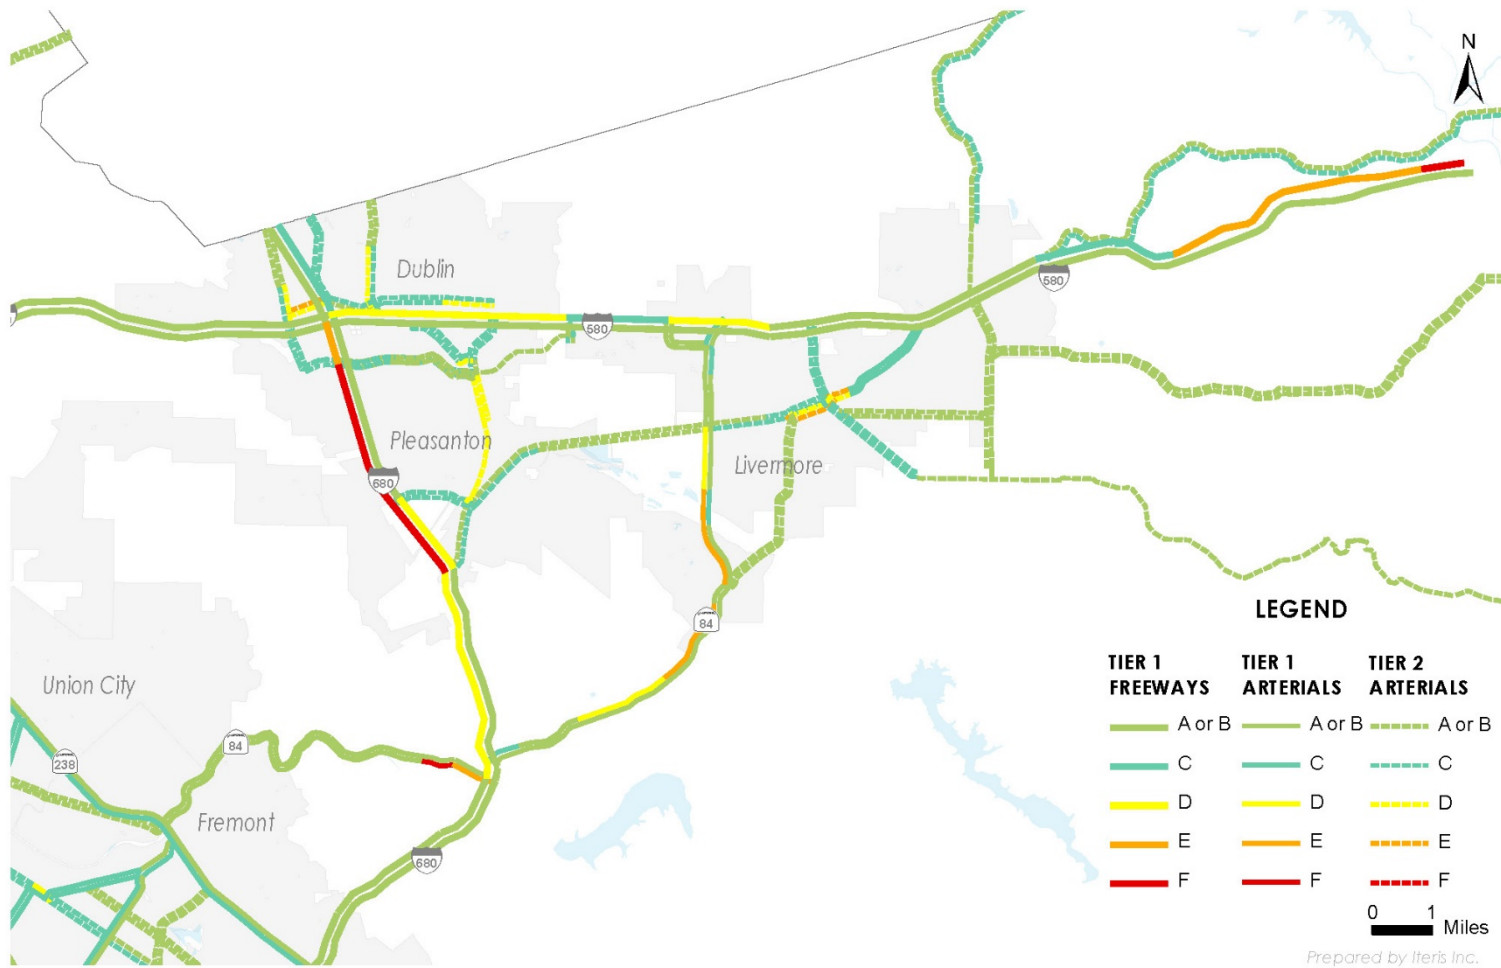 N
Dublin
580
580
Pleasanton
680
Livermore
84
Union City
84
238
Fremont
680
LEGEND
TIER 1 FREEWAYS
TIER 1 ARTERIALS
TIER 2 ARTERIALS
A or B A or B A or B
C C C
D D D
E E E
F F F
0 1
Miles
Prepared by Iteris Inc.